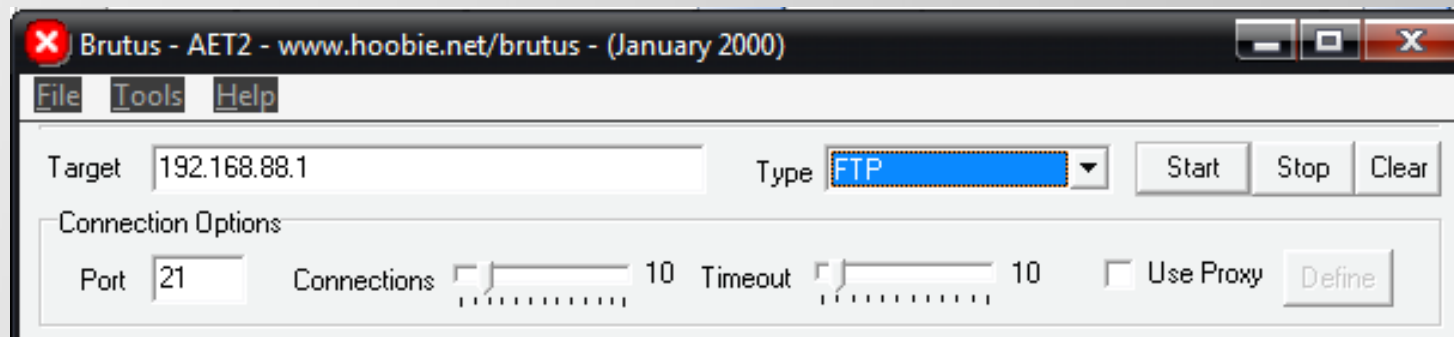 Brutus - AET2 - www.hoobie.net/brutus - (January 2000)
File Tools Help
Target 192.168.88.1 Type FTP Start Stop Clear
Connection Options
Port 21 Connections 10 Timeout 10 Use Proxy Define